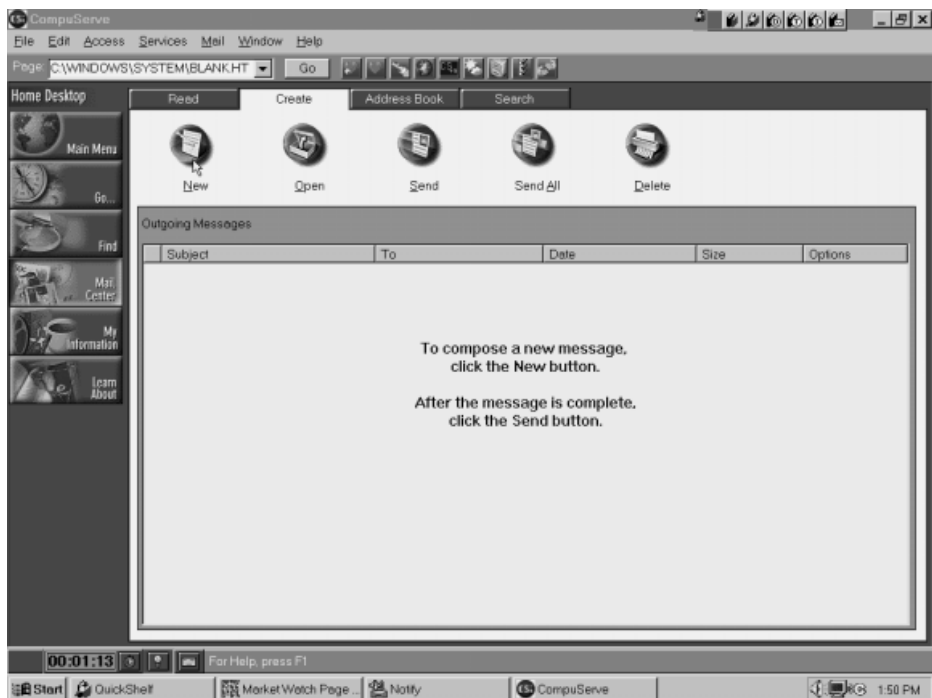 CompuServe
File Edit Access Services Mail Window Help
Page: C:\WINDOWS\SYSTEM\BLANK.HT Go
Home Desktop
Read Create Address Book Search
Main Menu
Go...
Find
Mail Center
My Information
Learn About
New Open Send Send All Delete
Outgoing Messages
Subject To Date Size Options
To compose a new message,
click the New button.
After the message is complete,
click the Send button.
00:01:13 For Help, press F1
Start QuickShelf Market Watch Page ... Notify CompuServe 1:50 PM